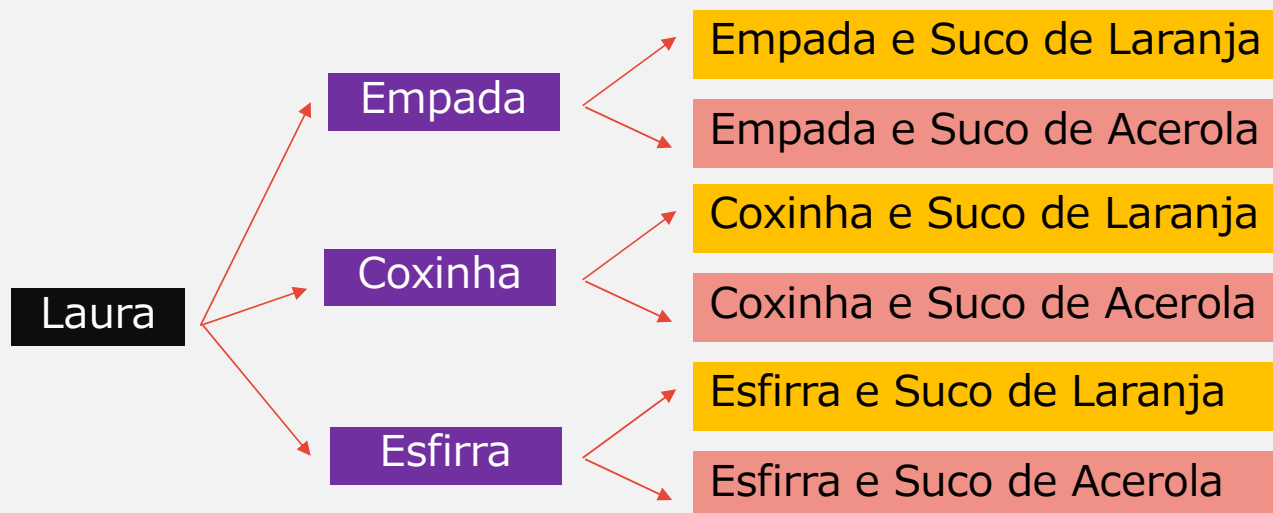 Laura
Empada
Coxinha
Esfirra
Empada e Suco de Laranja
Empada e Suco de Acerola
Coxinha e Suco de Laranja
Coxinha e Suco de Acerola
Esfirra e Suco de Laranja
Esfirra e Suco de Acerola